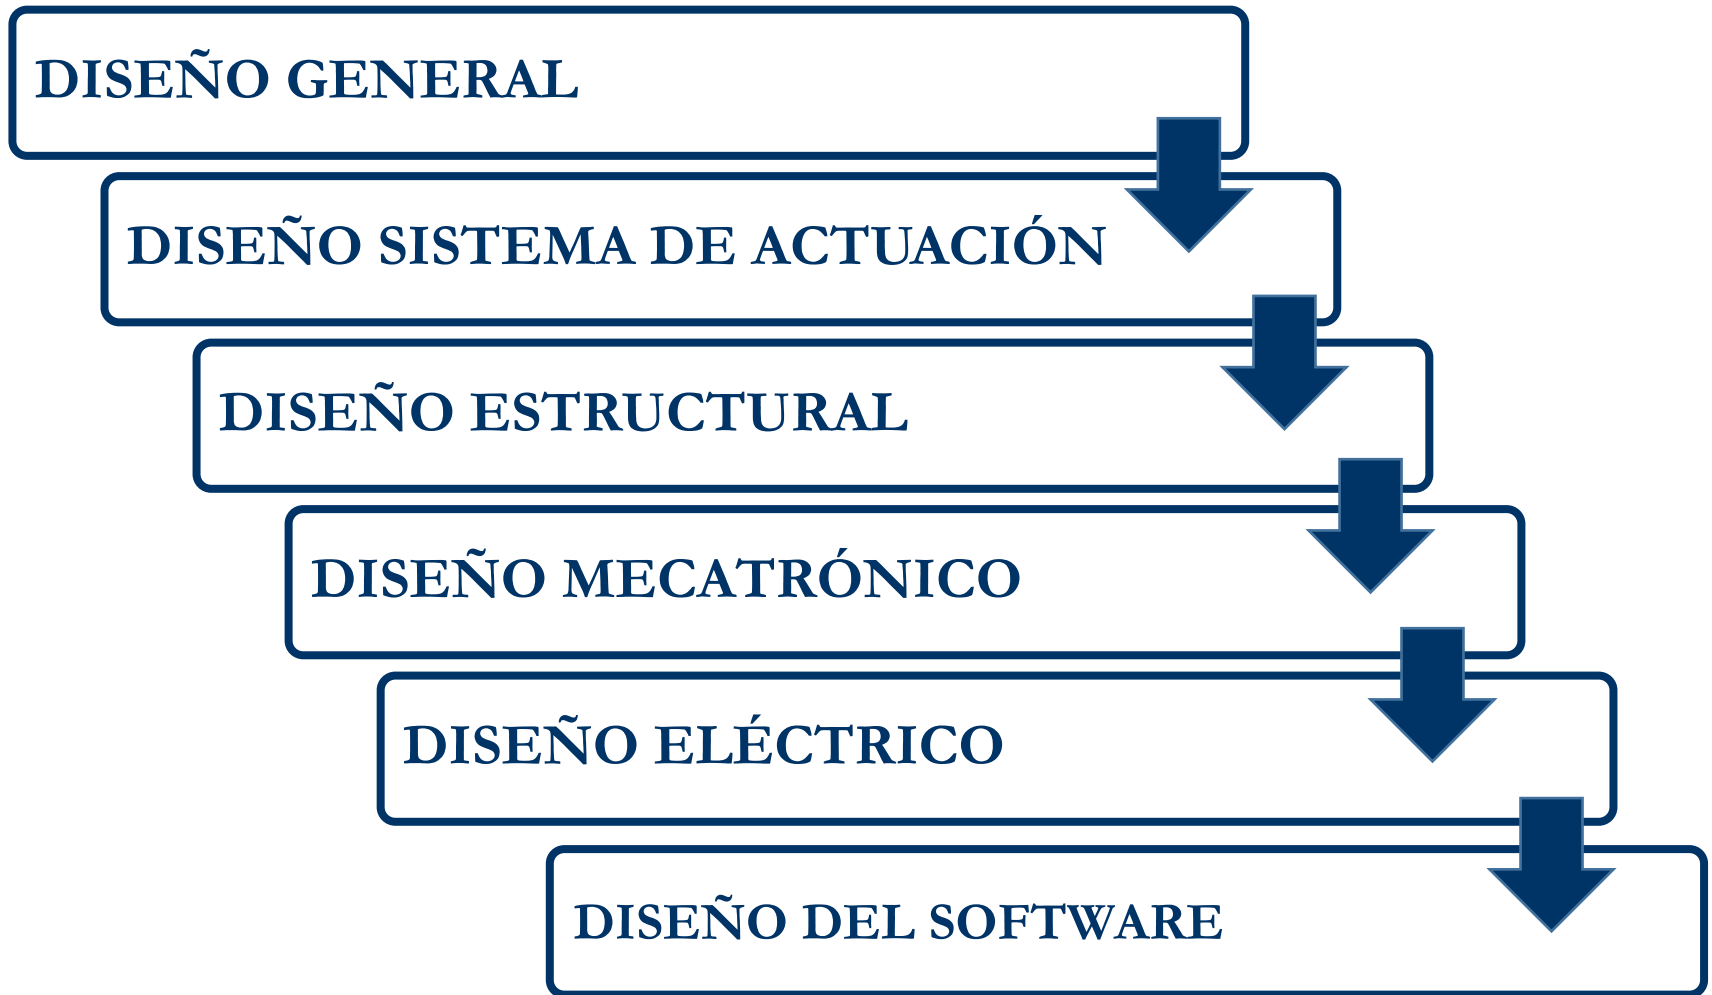 DISEÑO GENERAL
DISEÑO SISTEMA DE ACTUACIÓN
DISEÑO ESTRUCTURAL
DISEÑO MECATRÓNICO
DISEÑO ELÉCTRICO
DISEÑO DEL SOFTWARE